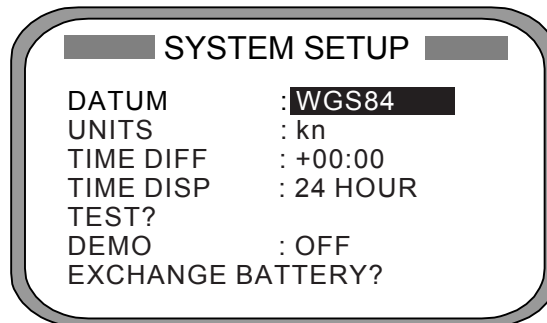 SYSTEM SETUP
DATUM : WGS84
UNITS : kn
TIME DIFF : +00:00
TIME DISP : 24 HOUR
TEST?
DEMO : OFF
EXCHANGE BATTERY?